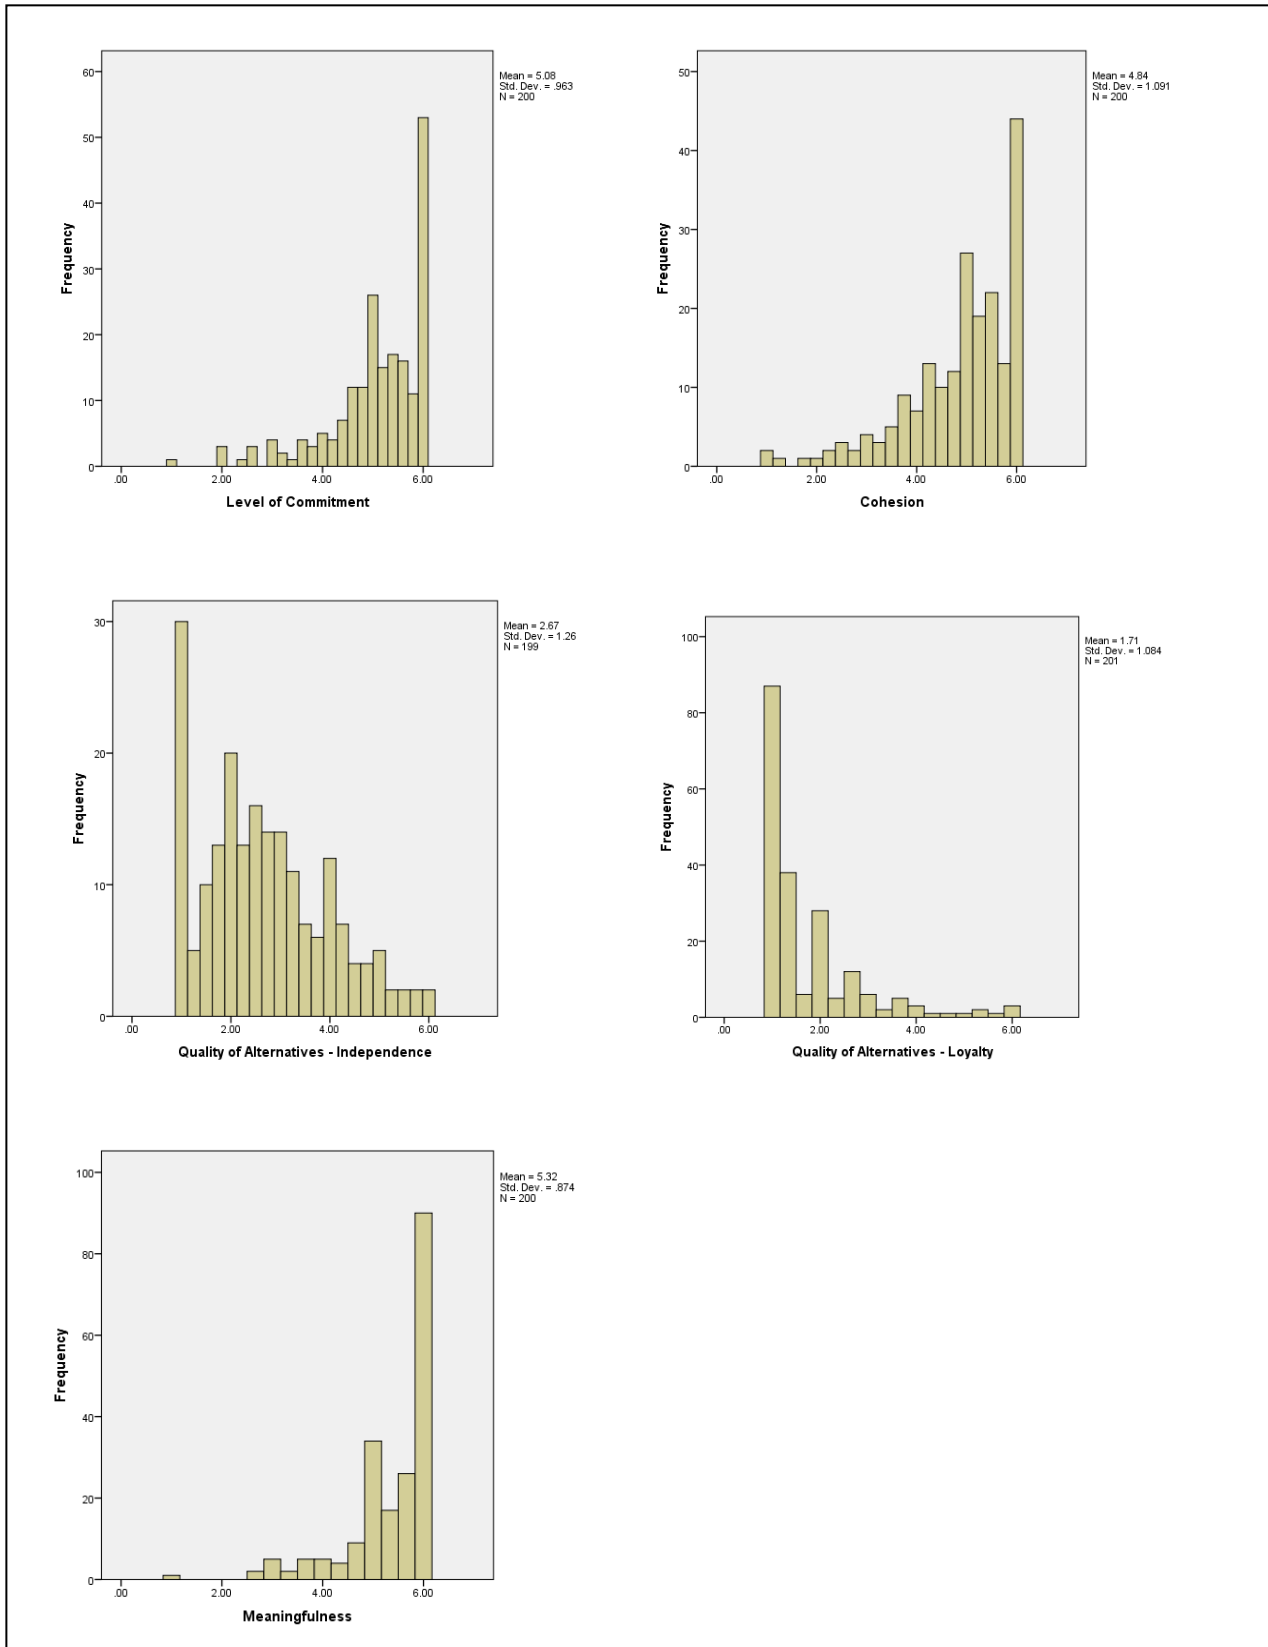 60
50
40
30
20
10
0
Frequency
.00 2.00 4.00 6.00
Level of Commitment
Mean = 5.08
Std. Dev. = .963
N = 200
50
40
30
20
10
0
Frequency
.00 2.00 4.00 6.00
Cohesion
Mean = 4.84
Std. Dev. = 1.091
N = 200
30
20
10
0
Frequency
.00 2.00 4.00 6.00
Quality of Alternatives - Independence
Mean = 2.67
Std. Dev. = 1.26
N = 199
100
80
60
40
20
0
Frequency
.00 2.00 4.00 6.00
Quality of Alternatives - Loyalty
Mean = 1.71
Std. Dev. = 1.084
N = 201
100
80
60
40
20
0
Frequency
.00 2.00 4.00 6.00
Meaningfulness
Mean = 5.32
Std. Dev. = .874
N = 200